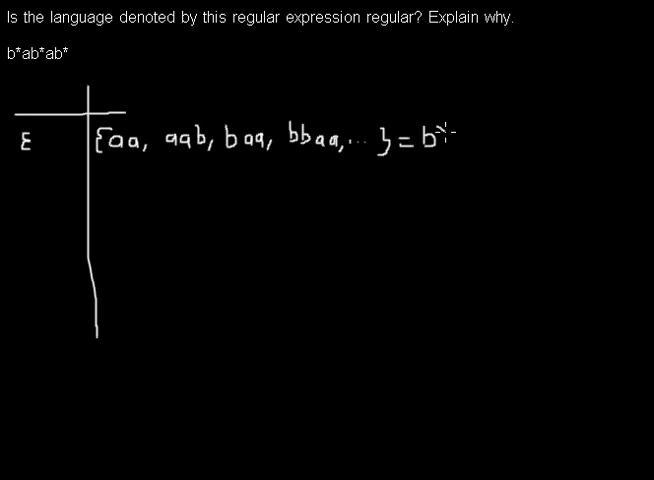 Is the language denoted by this regular expression regular? Explain why.
b*ab*ab*
ε {aa, aab, baa, bbaa,... } = b*